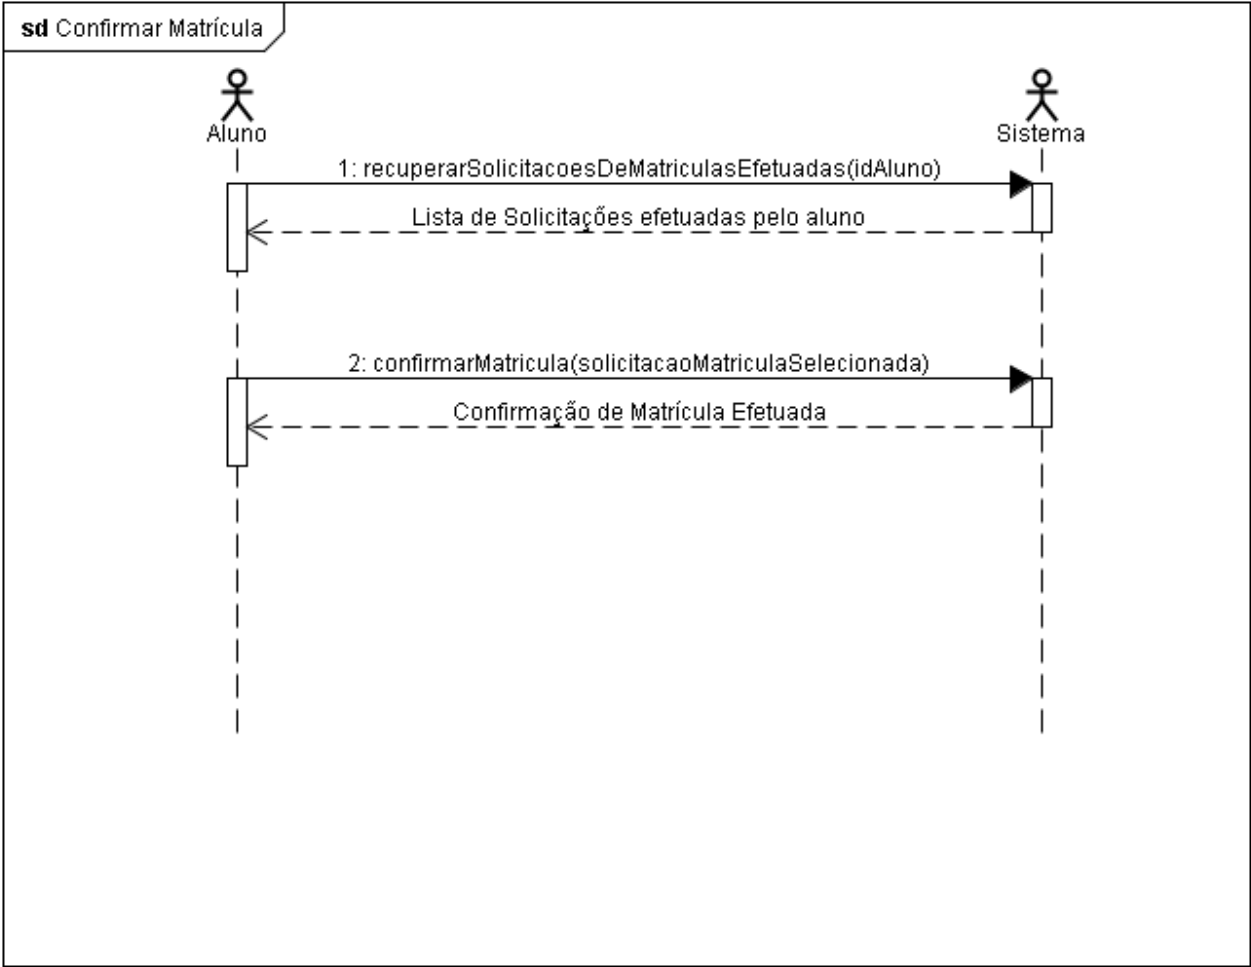 sd Confirmar Matrícula
Aluno
Sistema
1: recuperarSolicitacoesDeMatriculasEfetuadas(idAluno)
Lista de Solicitações efetuadas pelo aluno
2: confirmarMatricula(solicitacaoMatriculaSelecionada)
Confirmação de Matrícula Efetuada